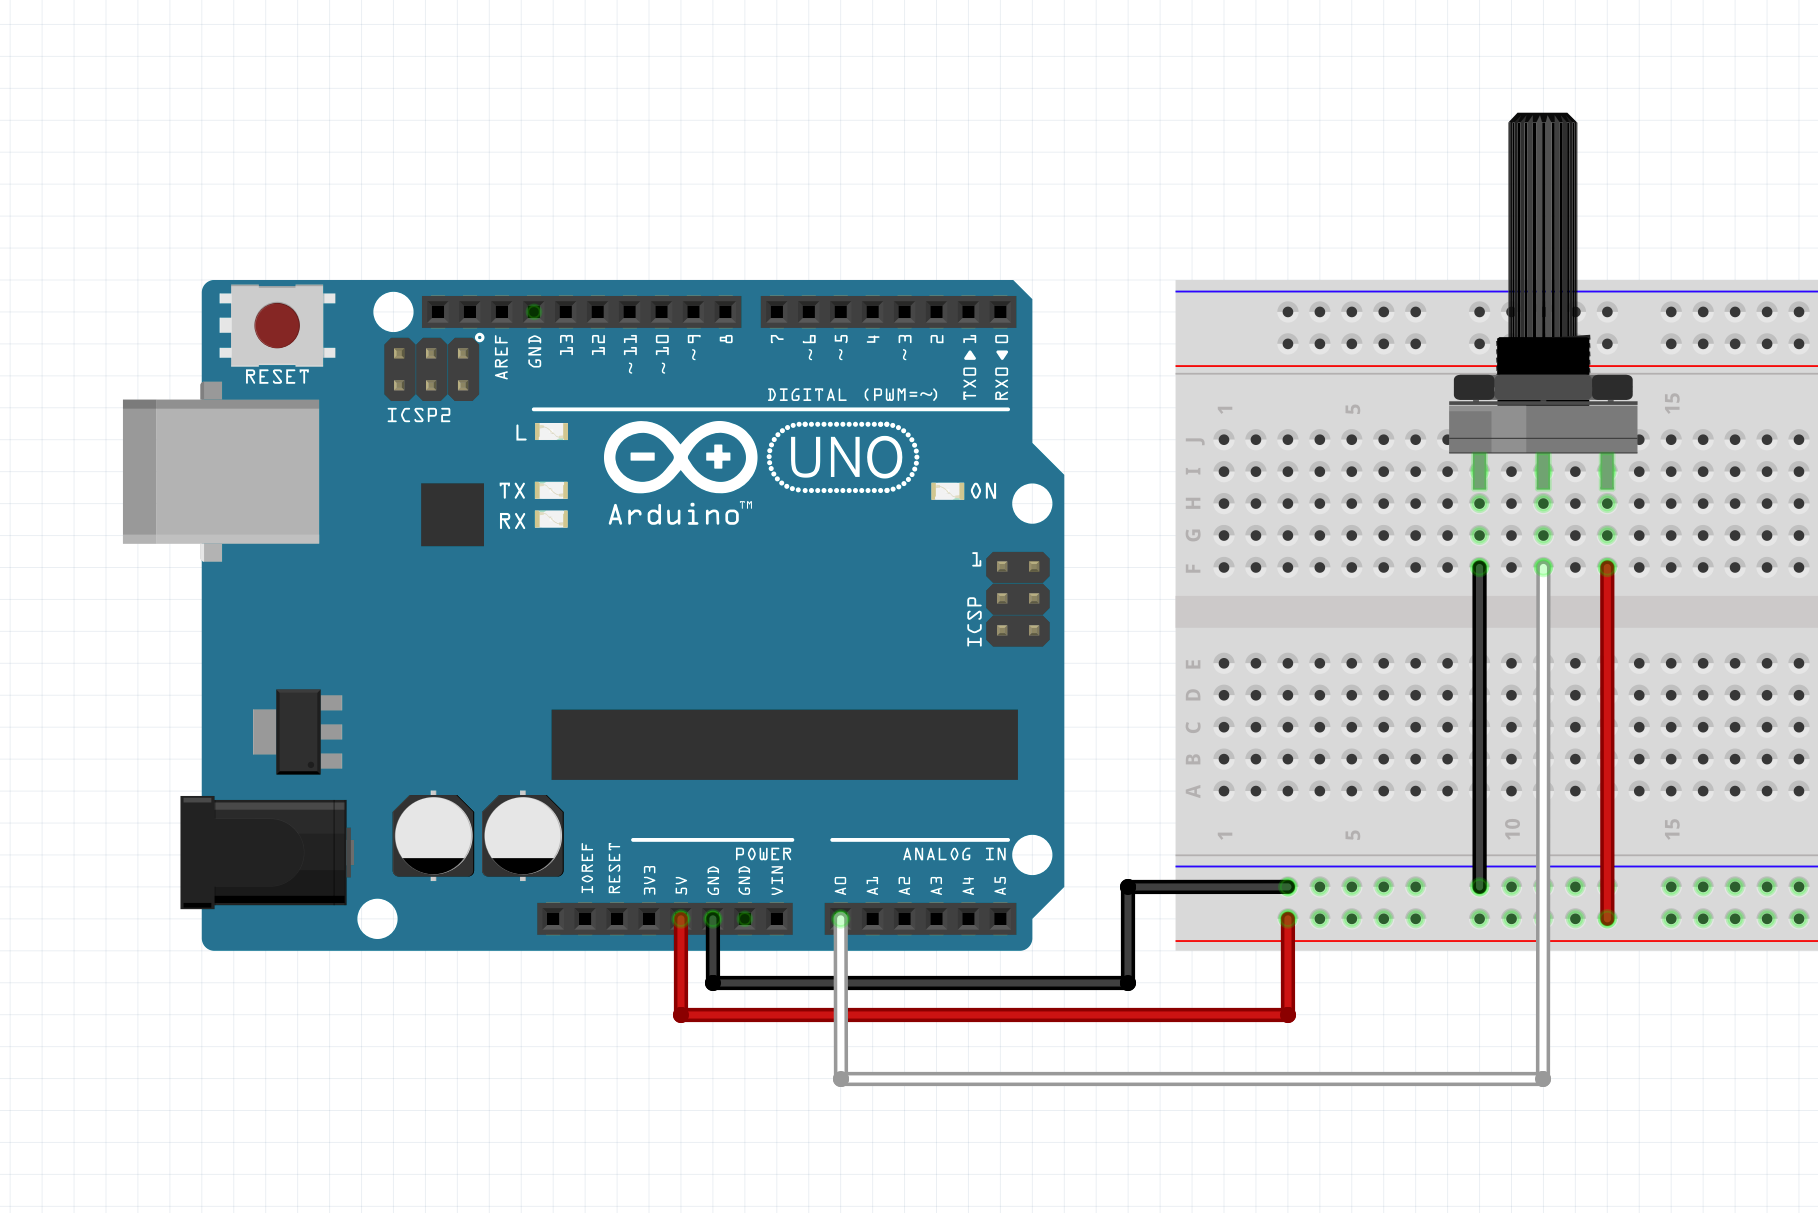 RESET
ICSP2
AREF
GND
13
12
~11
~10
~9
8
7
~6
~5
4
~3
2
TX0▶1
RX0◀0
DIGITAL (PWM=~)
L
TX
RX
UNO
Arduino™
ON
1
ICSP
IOREF
RESET
3V3
5V
GND
GND
VIN
POWER
A0
A1
A2
A3
A4
A5
ANALOG IN
1
5
15
J
I
H
G
F
E
D
C
B
A
1
5
10
15